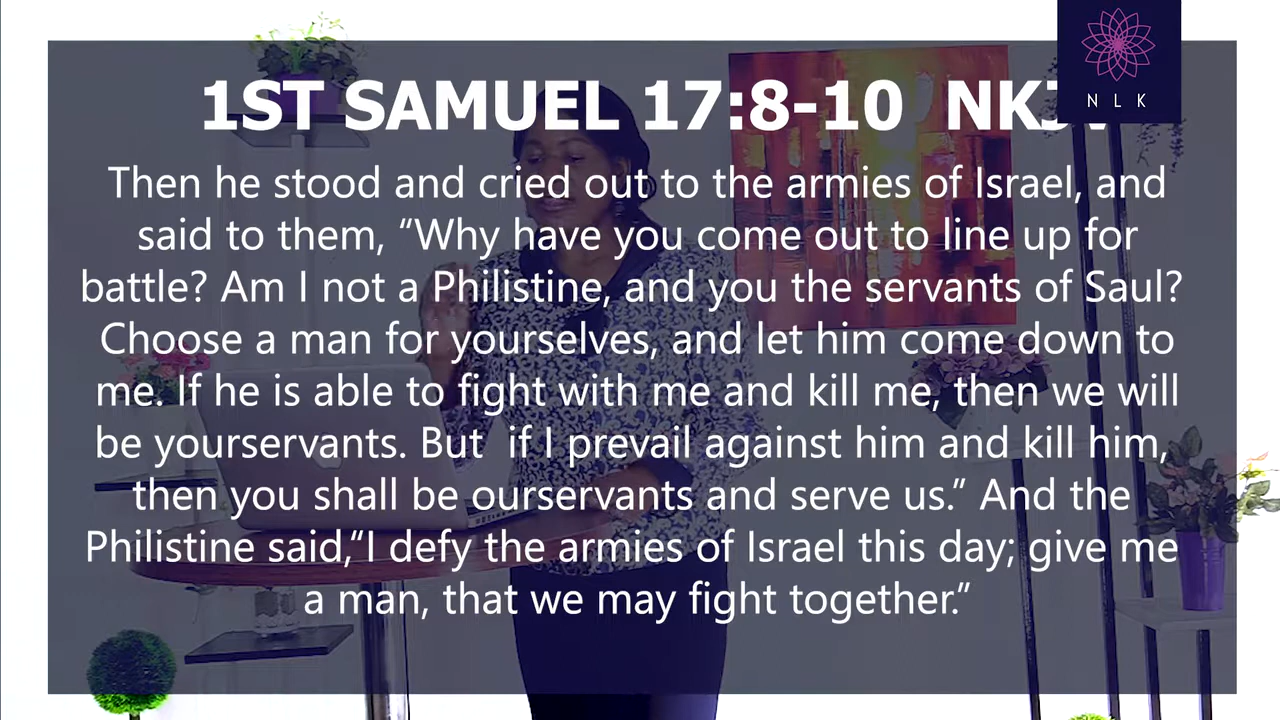 1ST SAMUEL 17:8-10 NKJV
NLK
Then he stood and cried out to the armies of Israel, and
said to them, “Why have you come out to line up for
battle? Am I not a Philistine, and you the servants of Saul?
Choose a man for yourselves, and let him come down to
me. If he is able to fight with me and kill me, then we will
be yourservants. But if I prevail against him and kill him,
then you shall be ourservants and serve us.” And the
Philistine said,“I defy the armies of Israel this day; give me
a man, that we may fight together.”